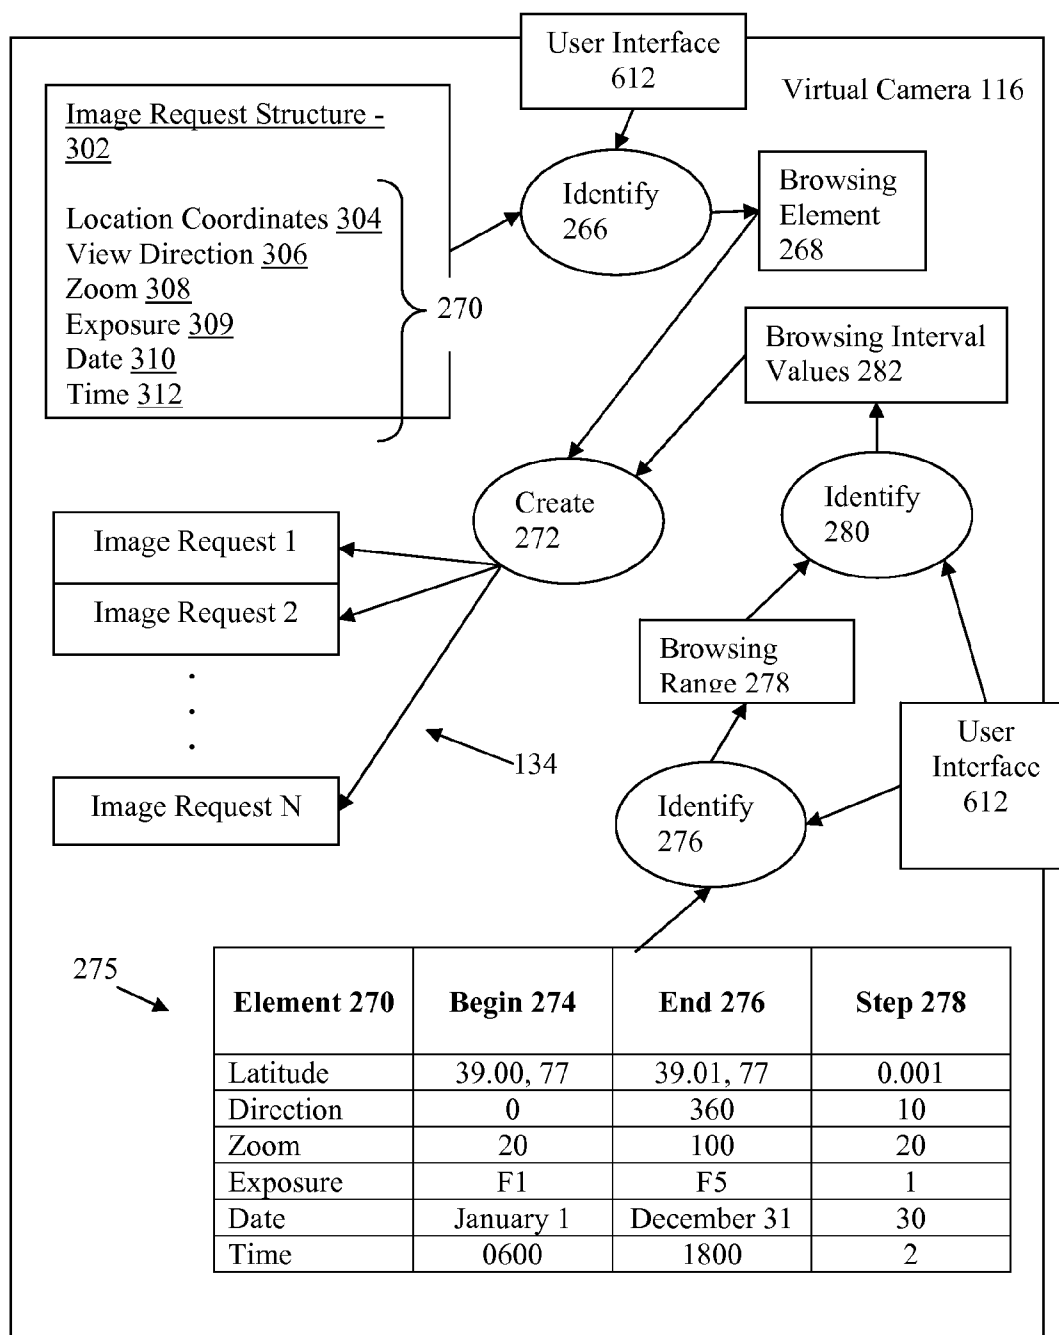 User Interface
612
Virtual Camera 116
Image Request Structure -
302
Location Coordinates 304
View Direction 306
Zoom 308
Exposure 309
Date 310
Time 312
270
Identify
266
Browsing
Element
268
Browsing Interval
Values 282
Create
272
Identify
280
Image Request 1
Image Request 2
.
.
.
Image Request N
134
Browsing
Range 278
User
Interface
612
Identify
276
275
Element 270 Begin 274 End 276 Step 278
Latitude 39.00, 77 39.01, 77 0.001
Direction 0 360 10
Zoom 20 100 20
Exposure F1 F5 1
Date January 1 December 31 30
Time 0600 1800 2